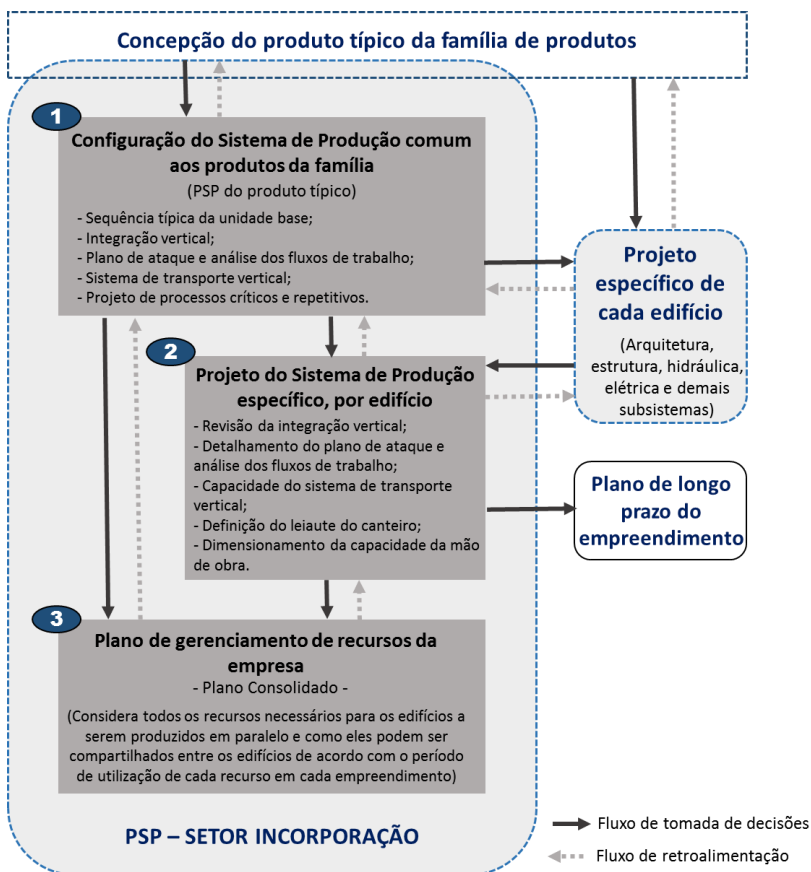 Concepção do produto típico da família de produtos
1
Configuração do Sistema de Produção comum
aos produtos da família
(PSP do produto típico)
- Sequência típica da unidade base;
- Integração vertical;
- Plano de ataque e análise dos fluxos de trabalho;
- Sistema de transporte vertical;
- Projeto de processos críticos e repetitivos.
Projeto
específico de
cada edifício
(Arquitetura,
estrutura, hidráulica,
elétrica e demais
subsistemas)
2
Projeto do Sistema de Produção
específico, por edifício
- Revisão da integração vertical;
- Detalhamento do plano de ataque e
análise dos fluxos de trabalho;
- Capacidade do sistema de transporte
vertical;
- Definição do leiaute do canteiro;
- Dimensionamento da capacidade da mão
de obra.
Plano de longo
prazo do
empreendimento
3
Plano de gerenciamento de recursos da
empresa
- Plano Consolidado -
(Considera todos os recursos necessários para os edifícios a
serem produzidos em paralelo e como eles podem ser
compartilhados entre os edifícios de acordo com o período
de utilização de cada recurso em cada empreendimento)
PSP – SETOR INCORPORAÇÃO
Fluxo de tomada de decisões
Fluxo de retroalimentação